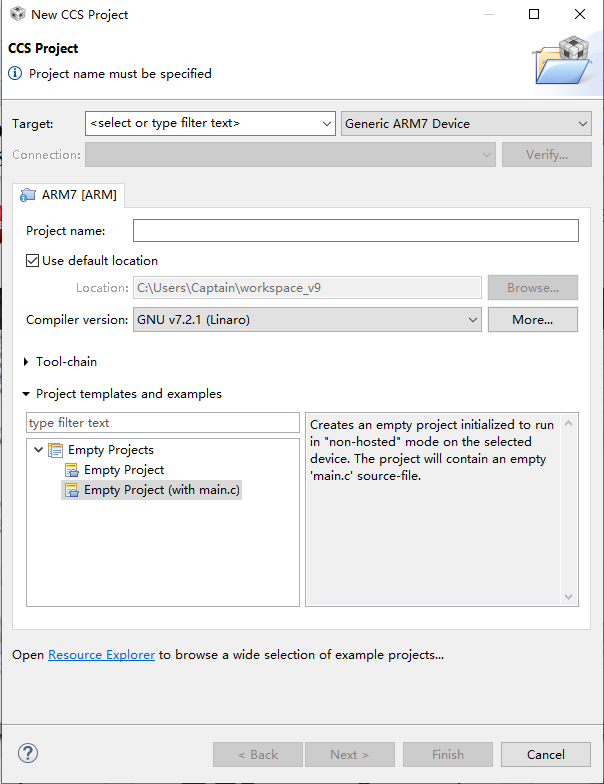 New CCS Project
CCS Project
Project name must be specified
Target: <select or type filter text> Generic ARM7 Device
Connection: Verify...
ARM7 [ARM]
Project name:
Use default location
Location: C:\Users\Captain\workspace_v9 Browse...
Compiler version: GNU v7.2.1 (Linaro) More...
Tool-chain
Project templates and examples
type filter text
Empty Projects
Empty Project
Empty Project (with main.c)
Creates an empty project initialized to run
in "non-hosted" mode on the selected
device. The project will contain an empty
'main.c' source-file.
Open Resource Explorer to browse a wide selection of example projects...
? < Back Next > Finish Cancel